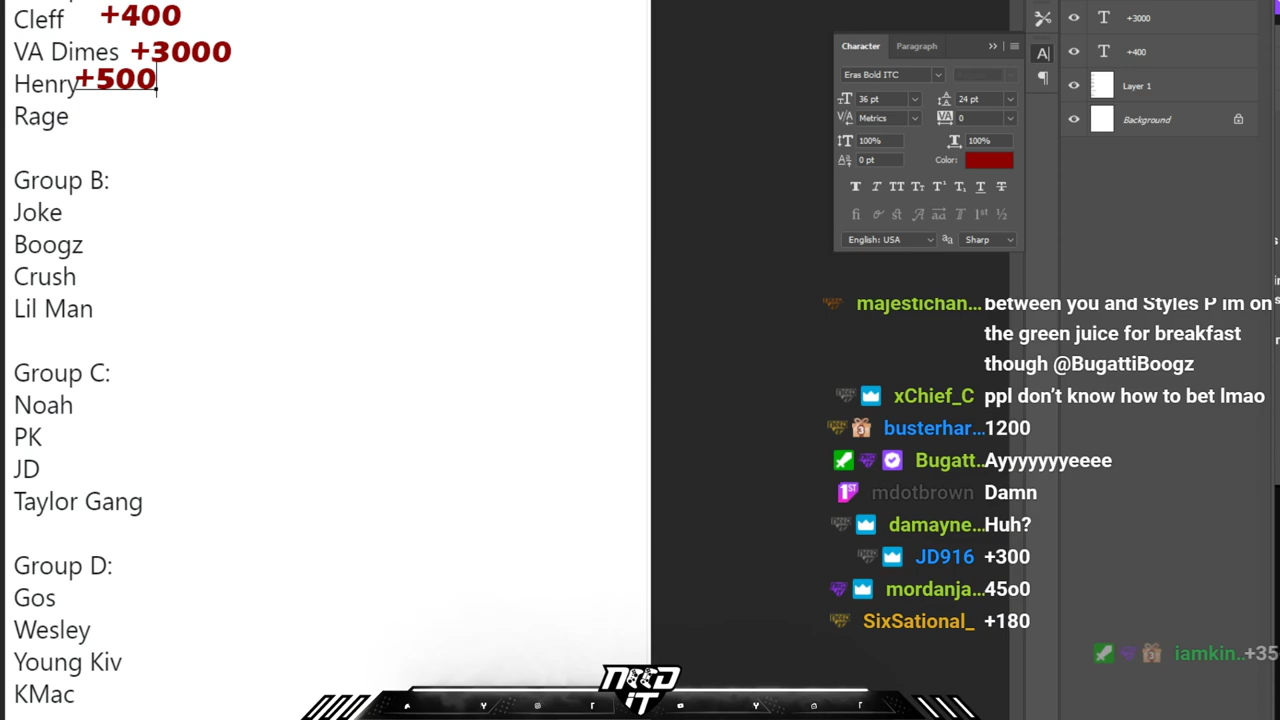 Cleff +400
VA Dimes +3000
Henry +500
Rage
Group B:
Joke
Boogz
Crush
Lil Man
Group C:
Noah
PK
JD
Taylor Gang
Group D:
Gos
Wesley
Young Kiv
KMac
Character Paragraph
Eras Bold ITC
36 pt 24 pt
Metrics 0
100% 100%
0 pt Color:
English: USA Sharp
+3000
+400
Layer 1
Background
majestichan... between you and Styles P im on
the green juice for breakfast
though @BugattiBoogz
xChief_C ppl don't know how to bet lmao
busterhar... 1200
Bugatt.. Ayyyyyyyeeee
mdotbrown Damn
damayne... Huh?
JD916 +300
mordanja... 45o0
SixSational_ +180
iamkin.. +35
NEED
IT